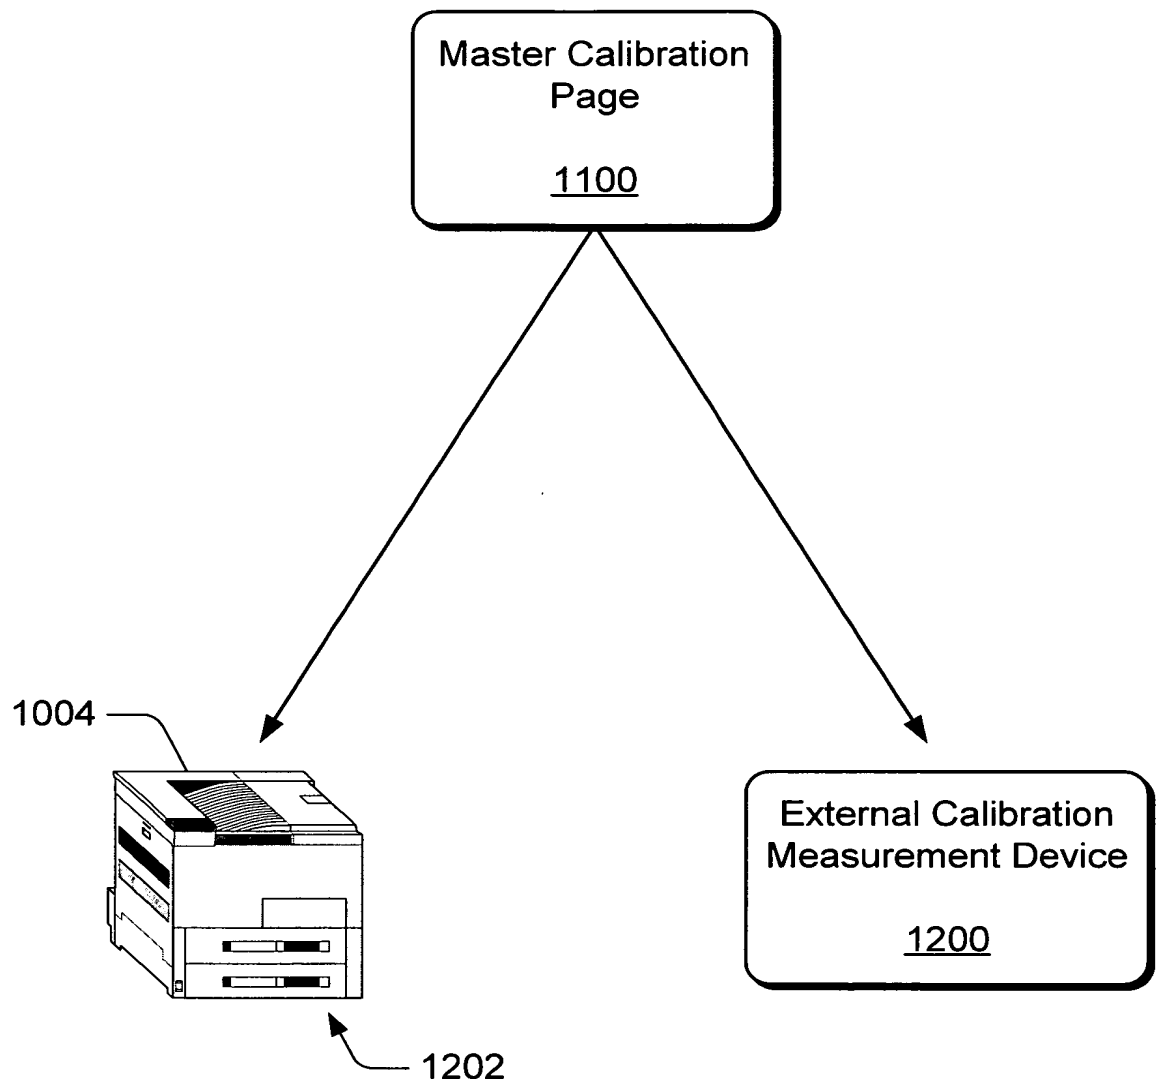 Master Calibration
Page
1100
1004
External Calibration
Measurement Device
1200
1202